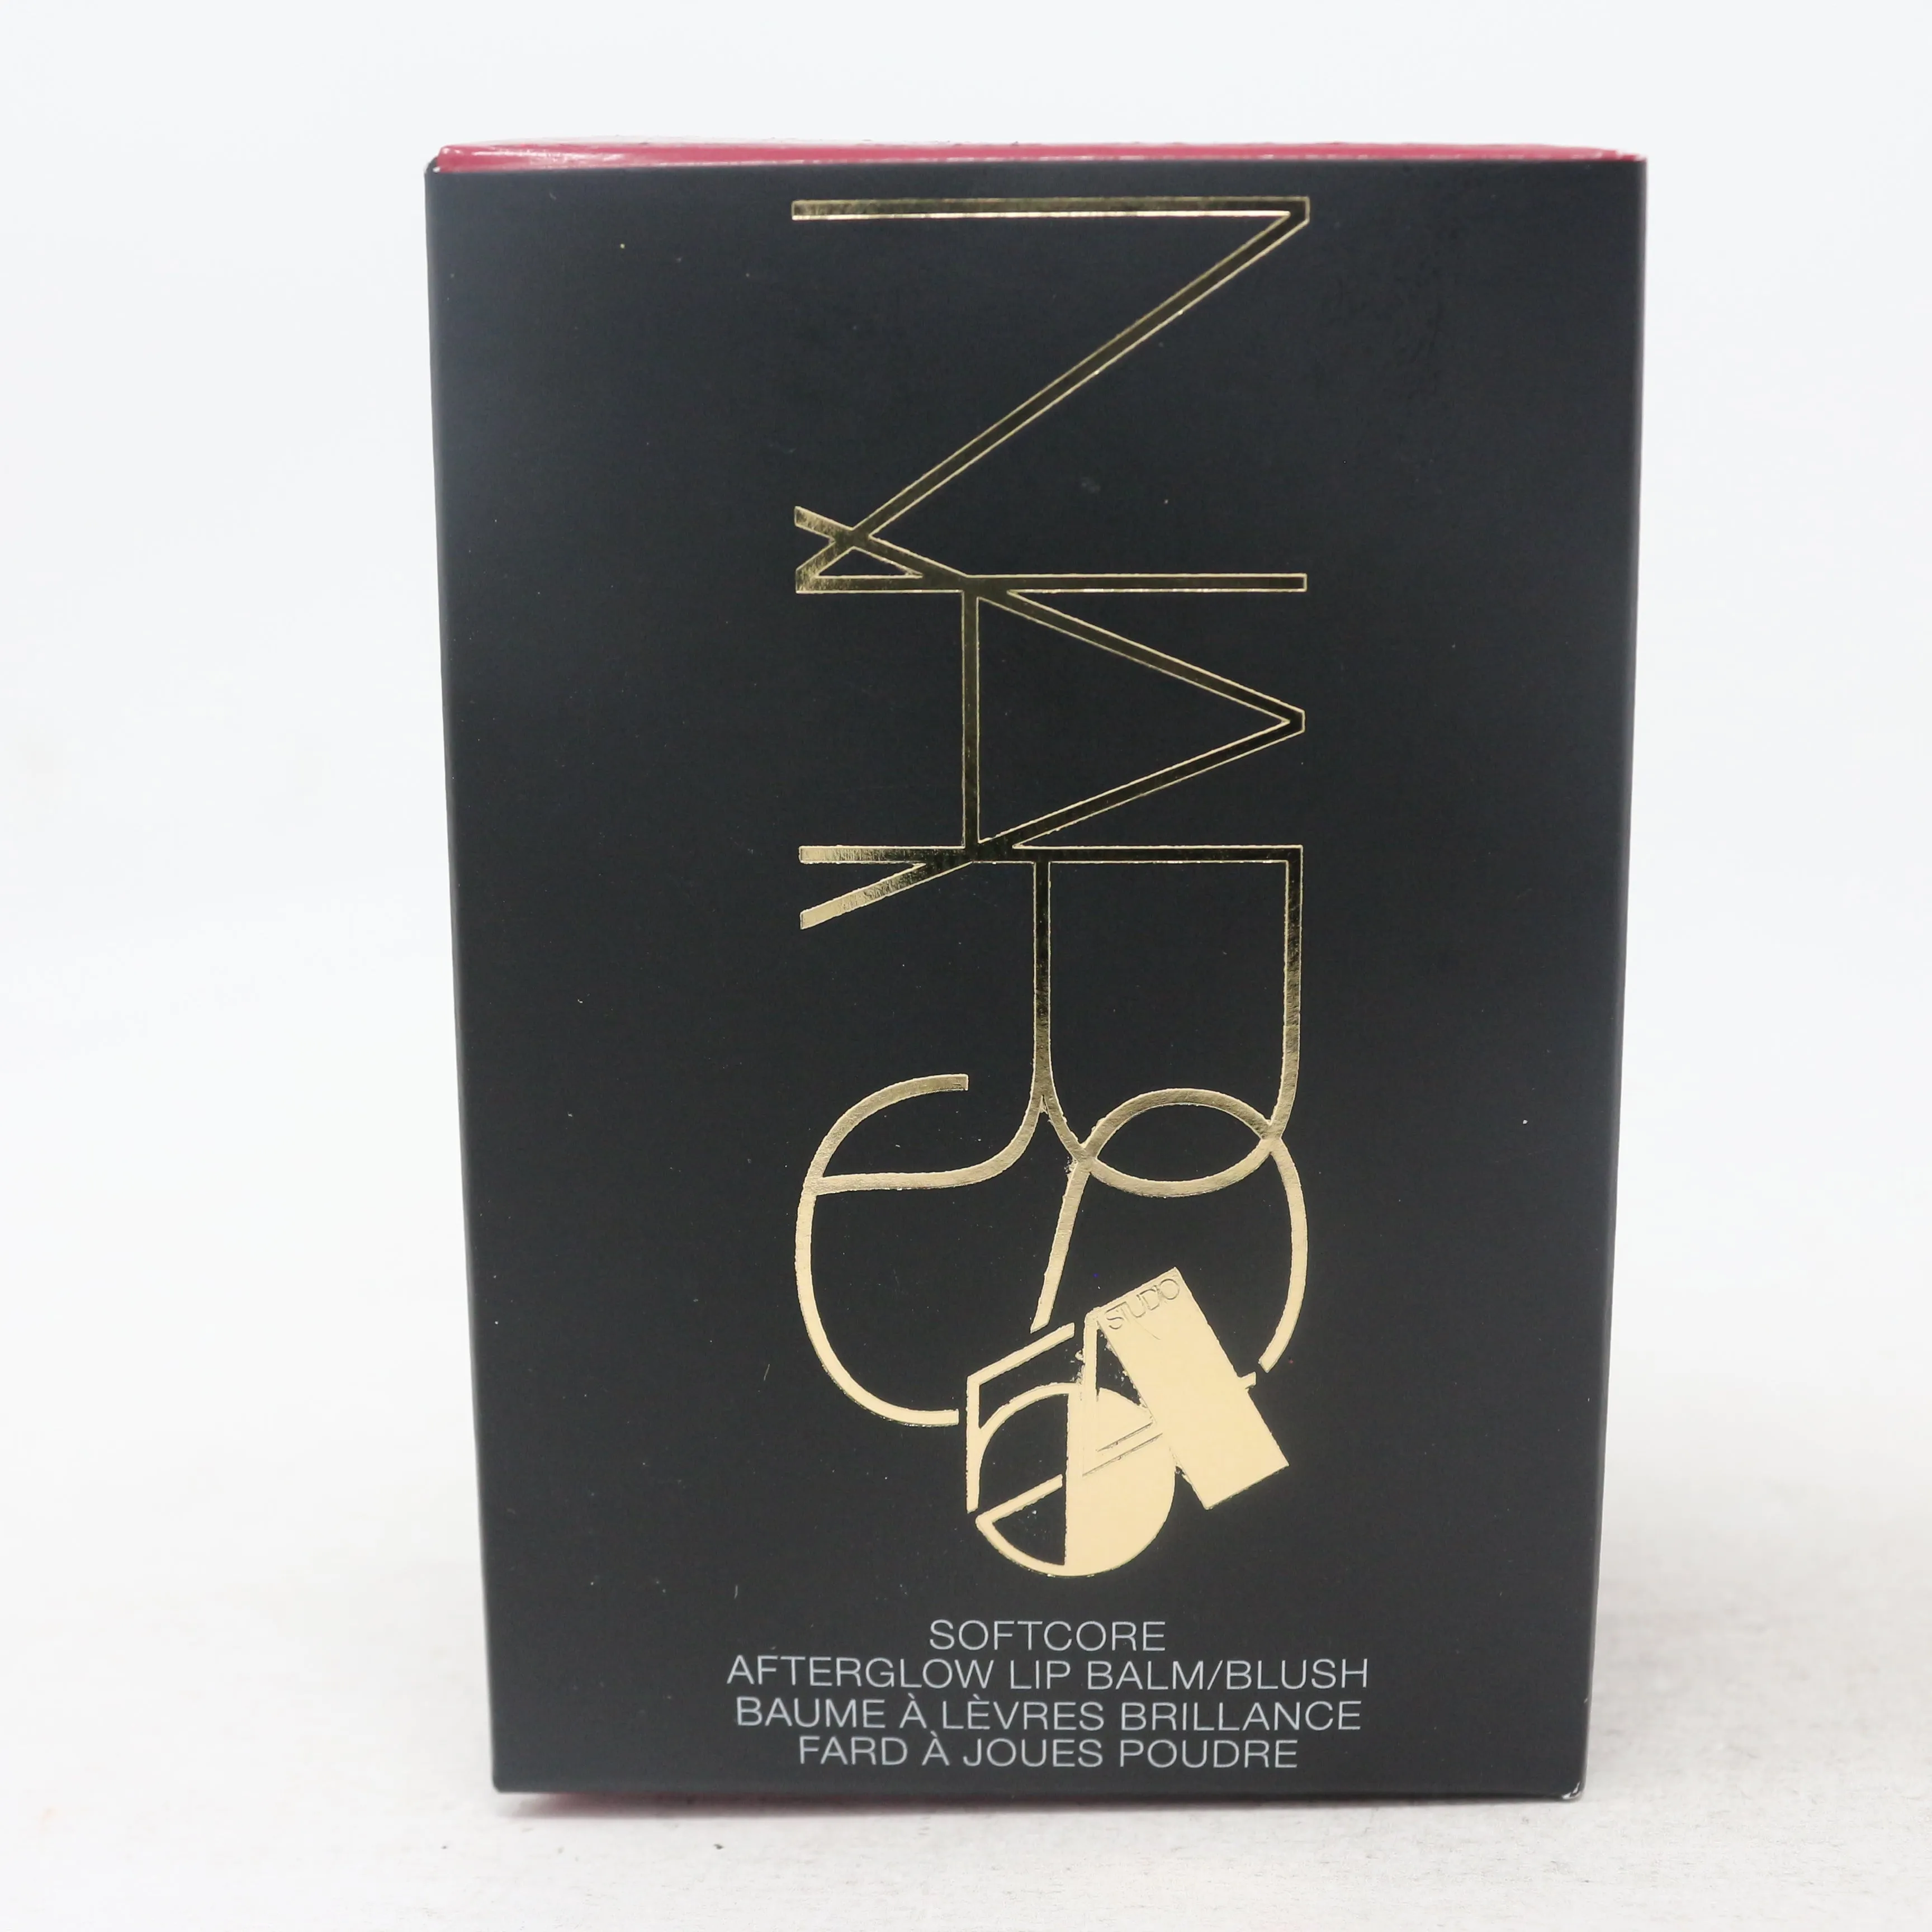 NARS
STUDIO
54
SOFTCORE
AFTERGLOW LIP BALM/BLUSH
BAUME À LÈVRES BRILLANCE
FARD À JOUES POUDRE